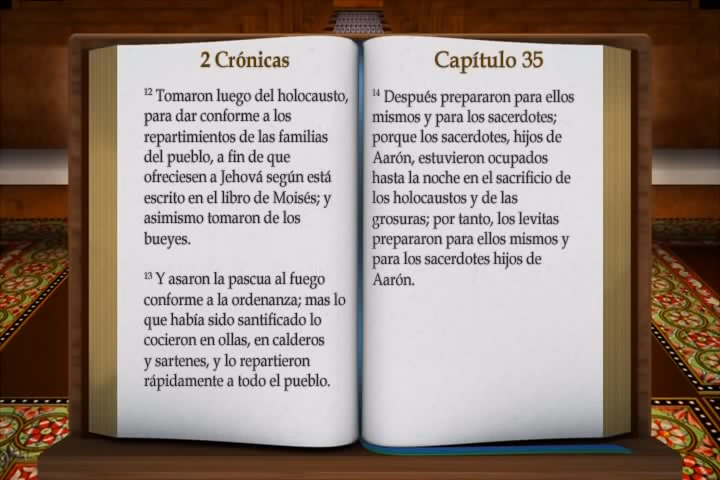 2 Crónicas
12 Tomaron luego del holocausto,
para dar conforme a los
repartimientos de las familias
del pueblo, a fin de que
ofreciesen a Jehová según está
escrito en el libro de Moisés; y
asimismo tomaron de los
bueyes.
13 Y asaron la pascua al fuego
conforme a la ordenanza; mas lo
que había sido santificado lo
cocieron en ollas, en calderos
y sartenes, y lo repartieron
rápidamente a todo el pueblo.
Capítulo 35
14 Después prepararon para ellos
mismos y para los sacerdotes;
porque los sacerdotes, hijos de
Aarón, estuvieron ocupados
hasta la noche en el sacrificio de
los holocaustos y de las
grosuras; por tanto, los levitas
prepararon para ellos mismos y
para los sacerdotes hijos de
Aarón.